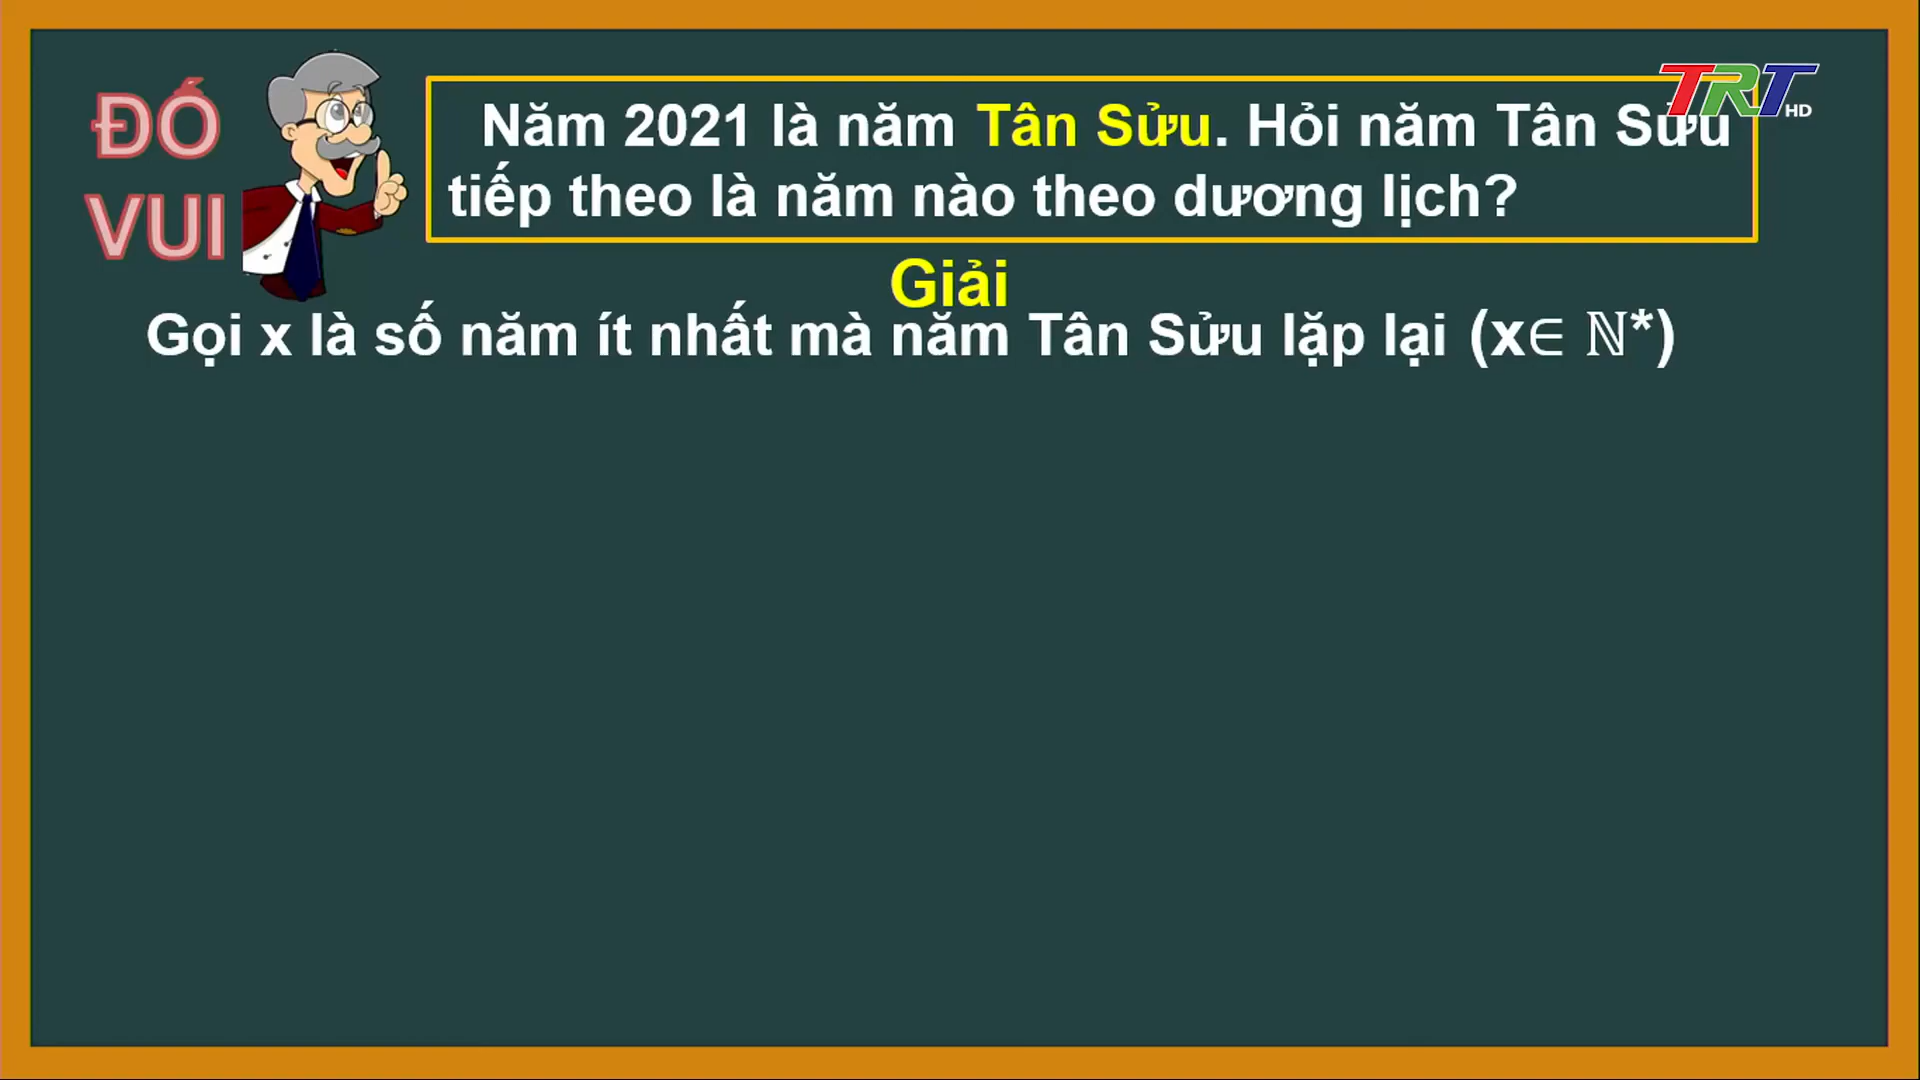 ĐỐ
VUI
Năm 2021 là năm Tân Sửu. Hỏi năm Tân Sửu
tiếp theo là năm nào theo dương lịch?
TRT HD
Giải
Gọi x là số năm ít nhất mà năm Tân Sửu lặp lại (x∈ ℕ*)